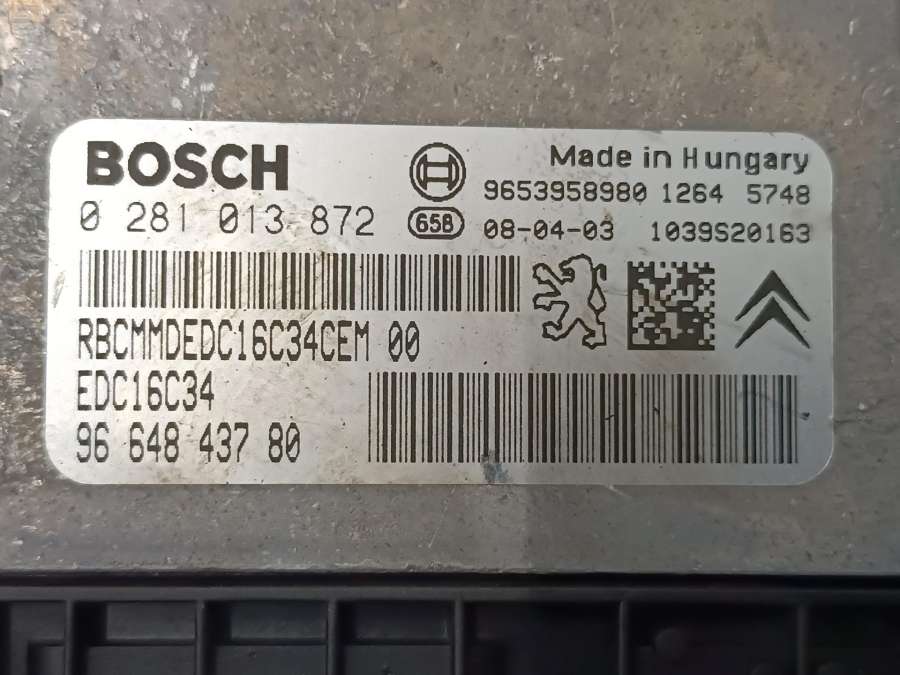 BOSCH
Made in Hungary
9653958980 1264 5748
0 281 013 872
658
08-04-03 1039S20163
RBCMMDEDC16C34CEM 00
EDC16C34
96 648 437 80